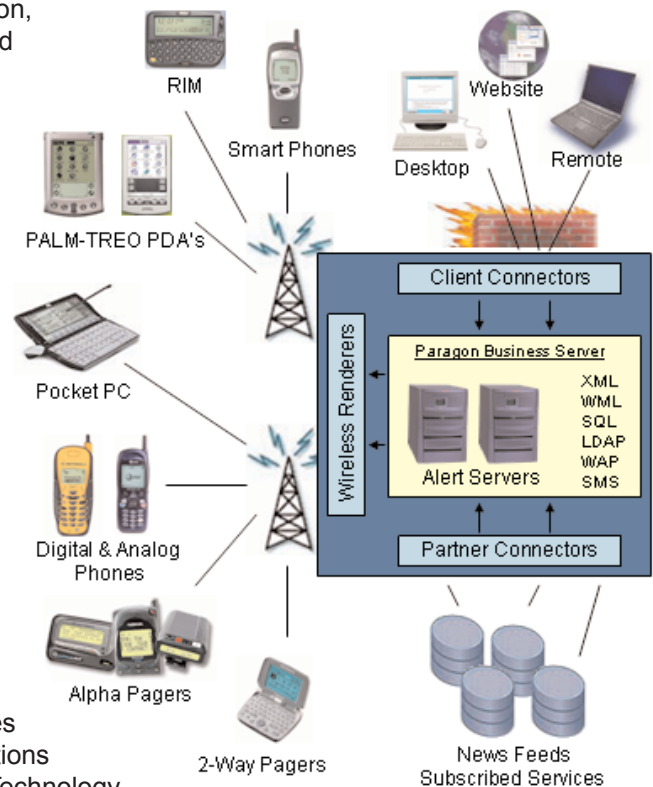 on,
d
RIM
Smart Phones
Website
Desktop
Remote
PALM-TREO PDA's
Client Connectors
Paragon Business Server
XML
WML
SQL
LDAP
WAP
SMS
Wireless Renderers
Alert Servers
Pocket PC
Partner Connectors
Digital & Analog
Phones
Alpha Pagers
2-Way Pagers
News Feeds
Subscribed Services
es
tions
Technology